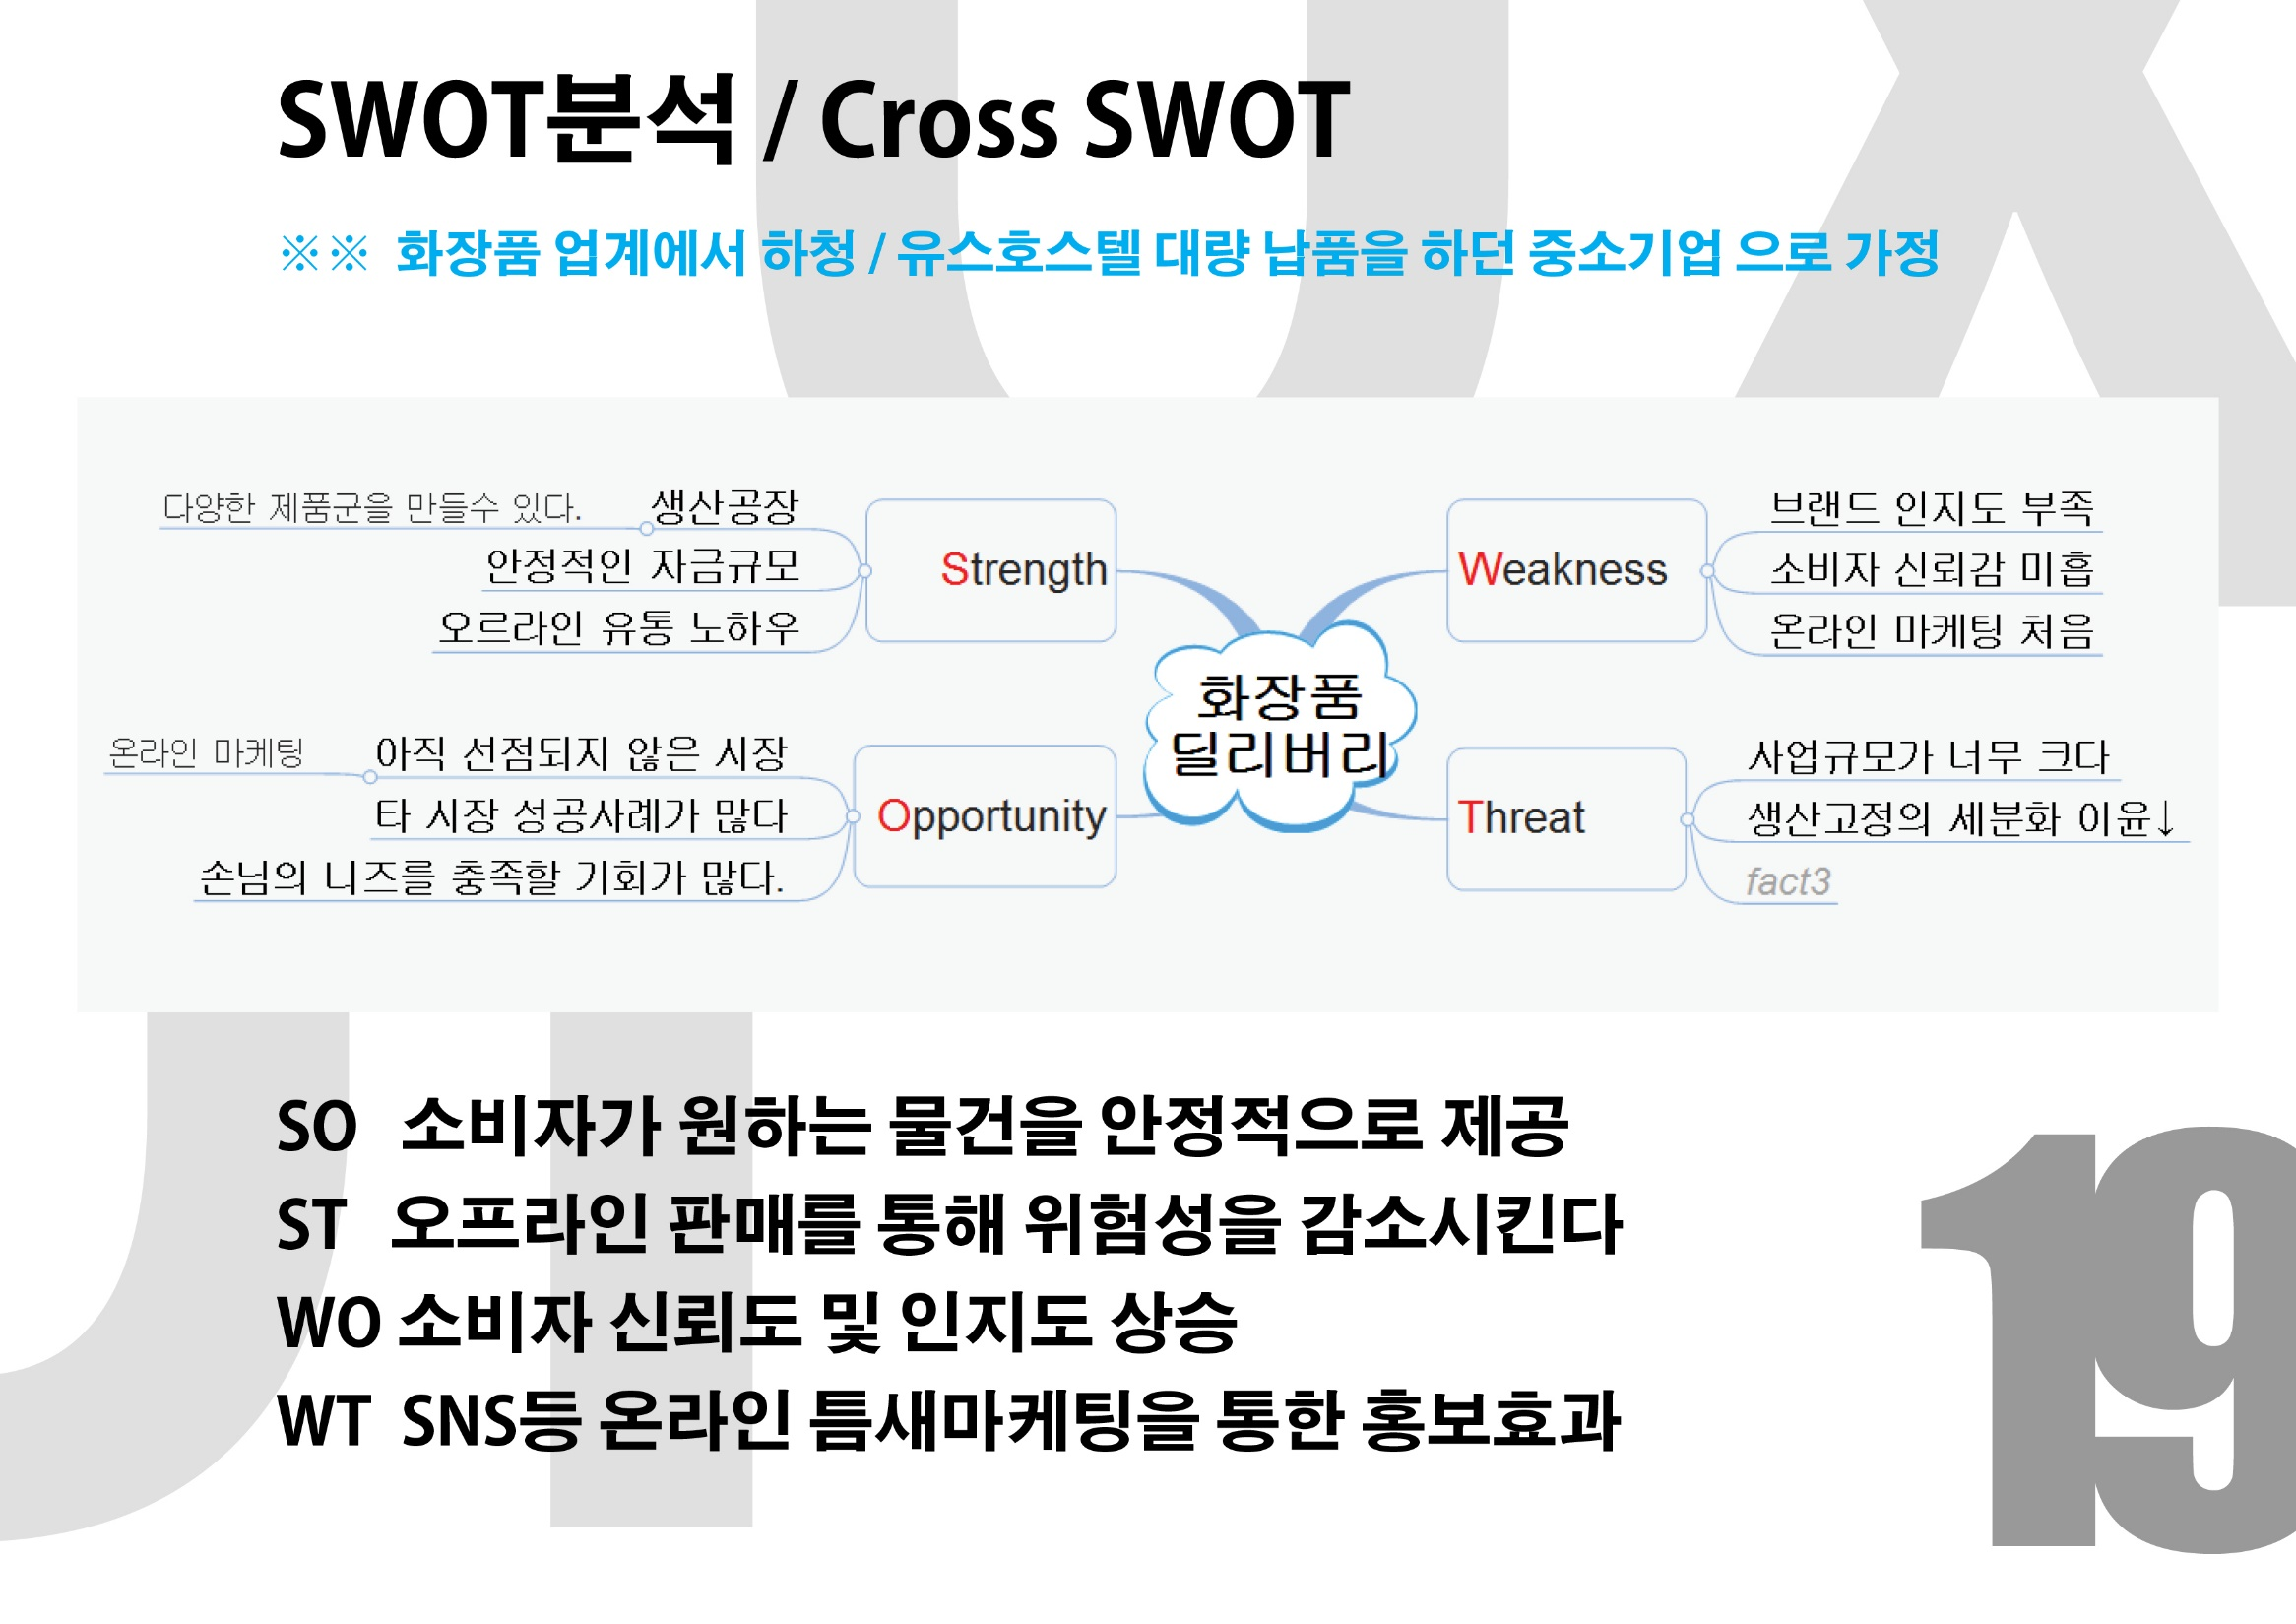 SWOT분석 / Cross SWOT
※※ 화장품 업계에서 하청 / 유스호스텔 대량 납품을 하던 중소기업 으로 가정
다양한 제품군을 만들수 있다.
생산공장
안정적인 자금규모
오르라인 유통 노하우
Strength
Weakness
브랜드 인지도 부족
소비자 신뢰감 미흡
온라인 마케팅 처음
화장품
딜리버리
온라인 마케팅
아직 선점되지 않은 시장
타 시장 성공사례가 많다
손님의 니즈를 충족할 기회가 많다.
Opportunity
Threat
사업규모가 너무 크다
생산고정의 세분화 이윤↓
fact3
SO 소비자가 원하는 물건을 안정적으로 제공
ST 오프라인 판매를 통해 위험성을 감소시킨다
WO 소비자 신뢰도 및 인지도 상승
WT SNS등 온라인 틈새마케팅을 통한 홍보효과
19